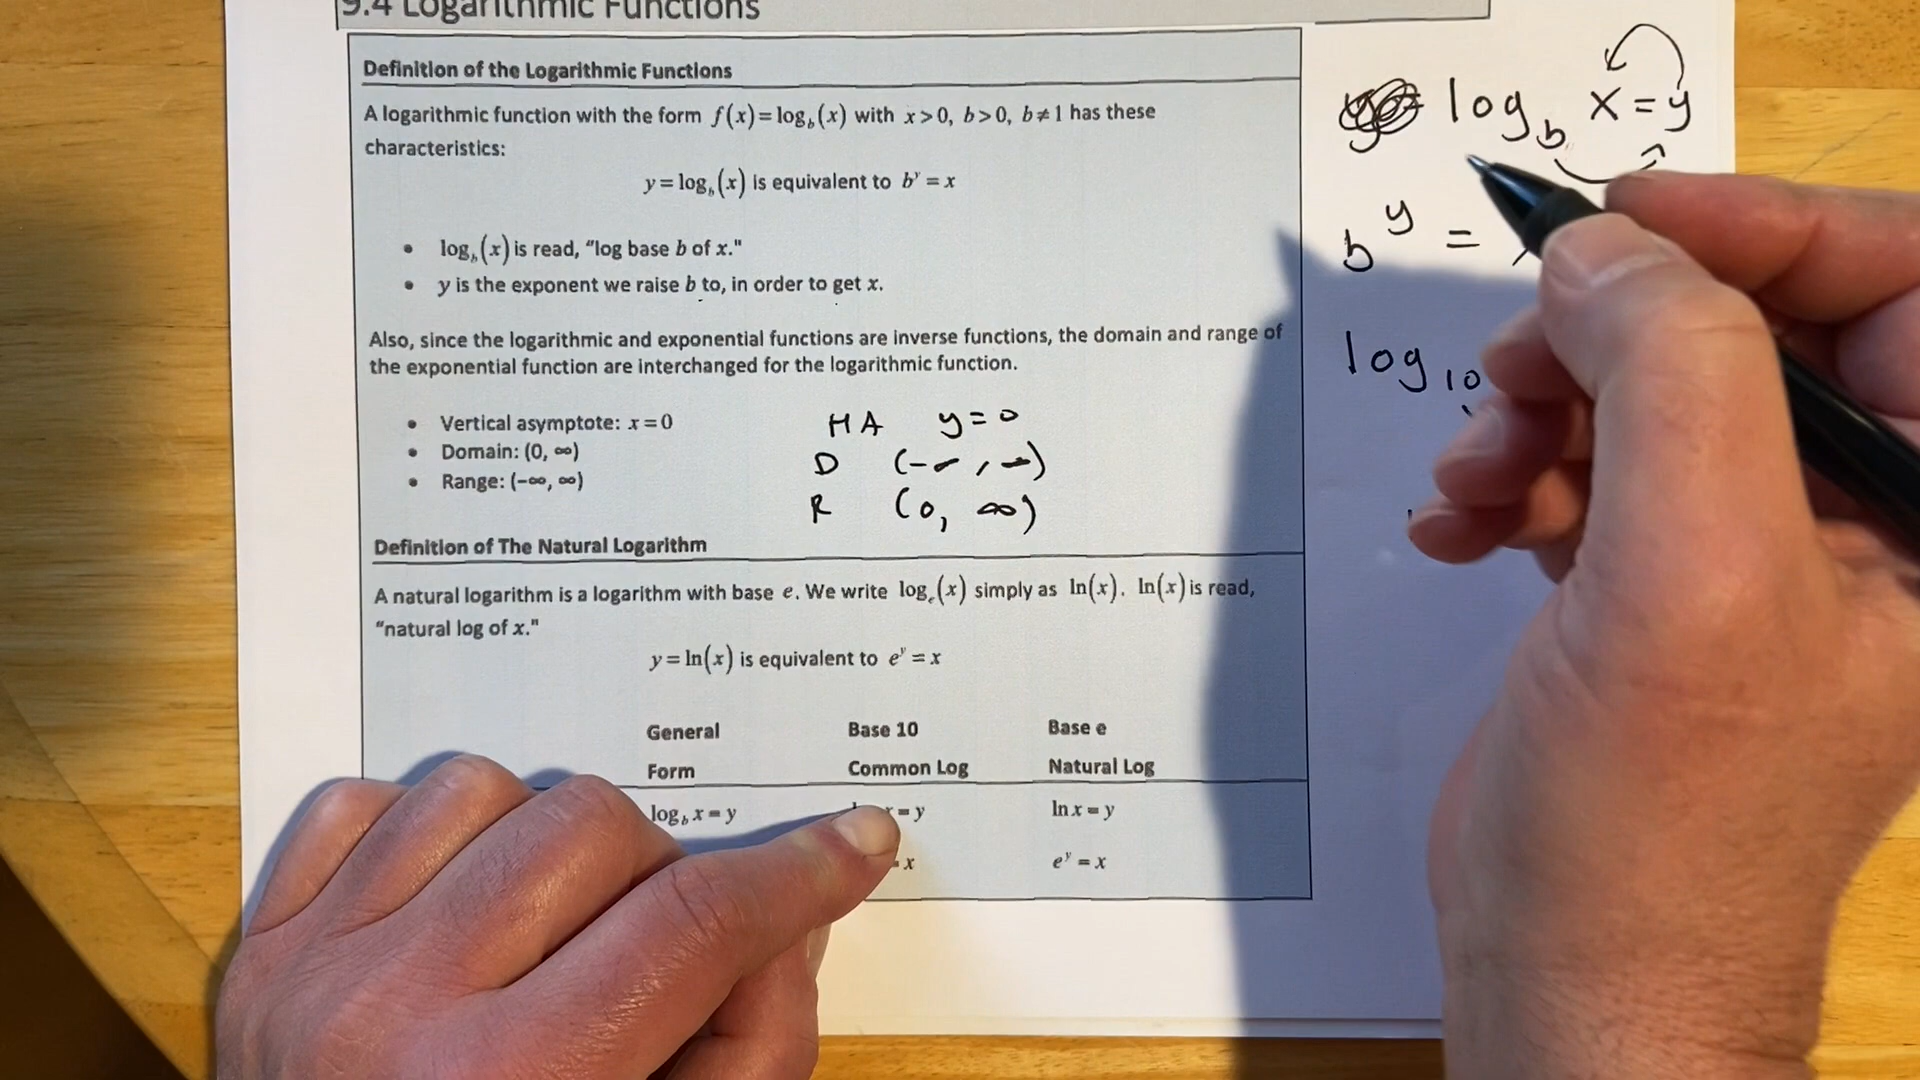 9.4 Logarithmic Functions
Definition of the Logarithmic Functions
A logarithmic function with the form f(x)=log_b(x) with x>0, b>0, b≠1 has these
characteristics:
y=log_b(x) is equivalent to b^y = x
• log_b(x) is read, “log base b of x."
• y is the exponent we raise b to, in order to get x.
Also, since the logarithmic and exponential functions are inverse functions, the domain and range of
the exponential function are interchanged for the logarithmic function.
• Vertical asymptote: x=0
• Domain: (0, ∞)
• Range: (-∞, ∞)
HA y=0
D (-∞, ∞)
R (0, ∞)
Definition of The Natural Logarithm
A natural logarithm is a logarithm with base e. We write log_e(x) simply as ln(x). ln(x) is read,
“natural log of x."
y=ln(x) is equivalent to e^y = x
General Base 10 Base e
Form Common Log Natural Log
log_b x = y = y ln x = y
= x e^y = x
log_b x = y
b^y =
log_10